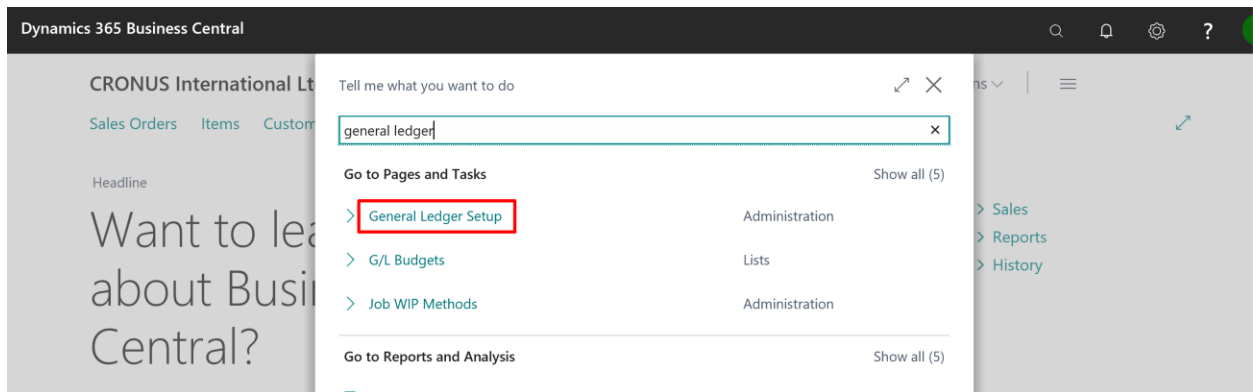 Dynamics 365 Business Central
?
CRONUS International Lt
Sales Orders Items Custom
Headline
Want to lea
about Busi
Central?
Tell me what you want to do
general ledger
Go to Pages and Tasks Show all (5)
General Ledger Setup Administration
G/L Budgets Lists
Job WIP Methods Administration
Go to Reports and Analysis Show all (5)
ns
Sales
Reports
History